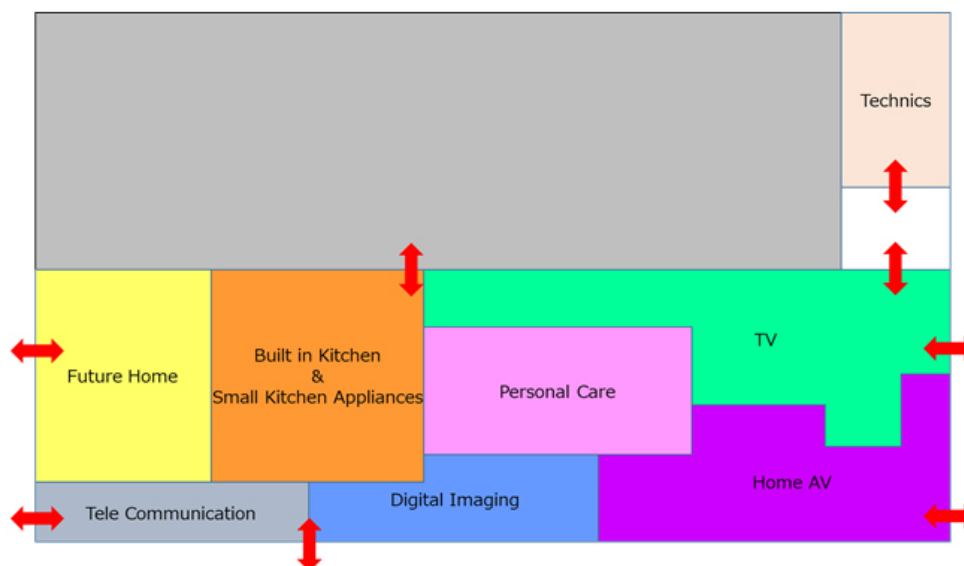 Technics
TV
Built in Kitchen
&
Small Kitchen Appliances
Future Home
Personal Care
Home AV
Digital Imaging
Tele Communication